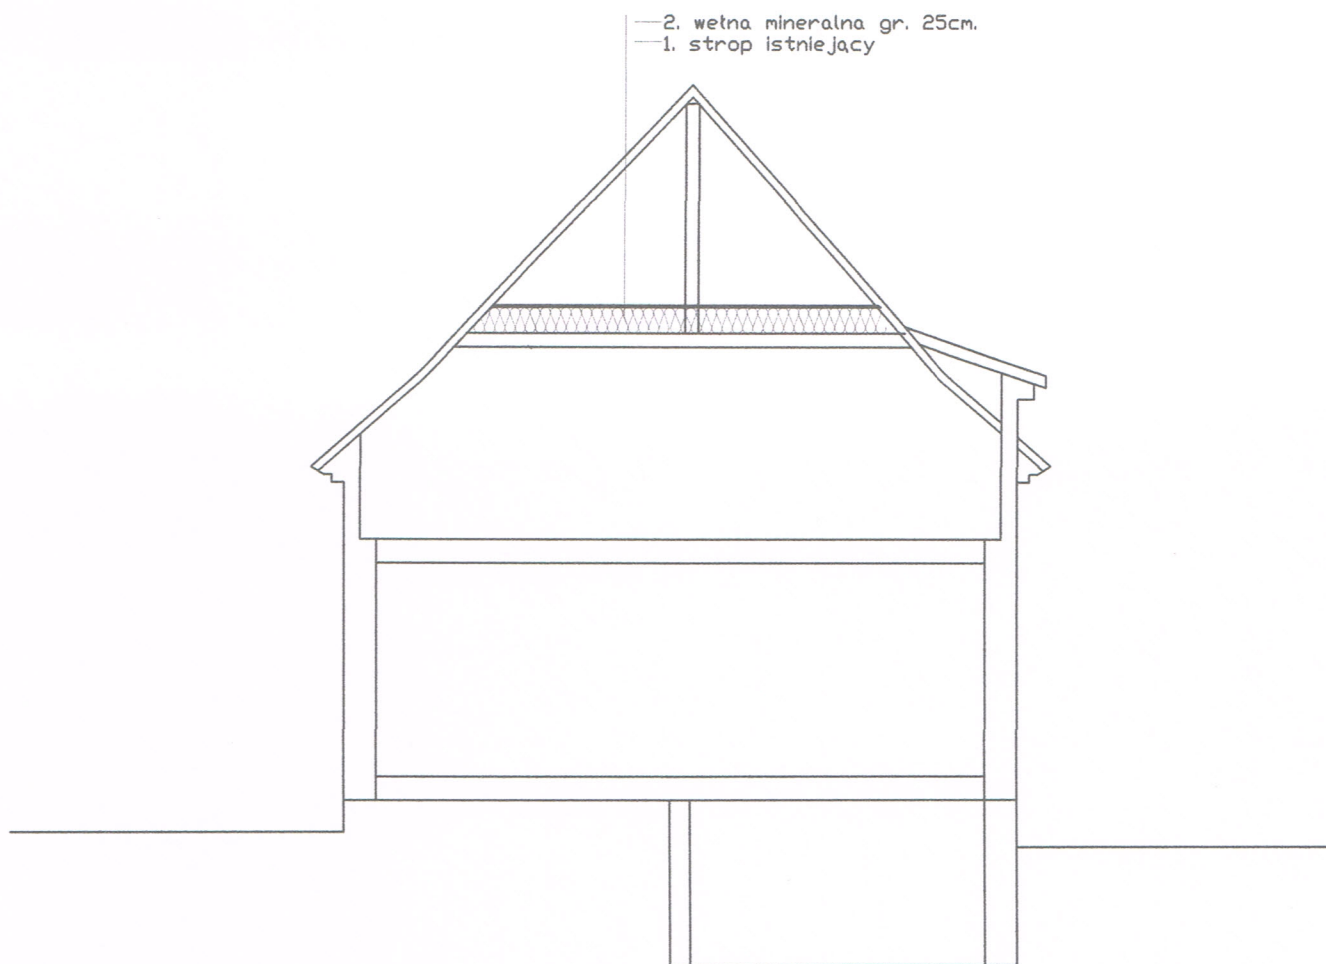 2. wełna mineralna gr. 25cm.
1. strop istniejący